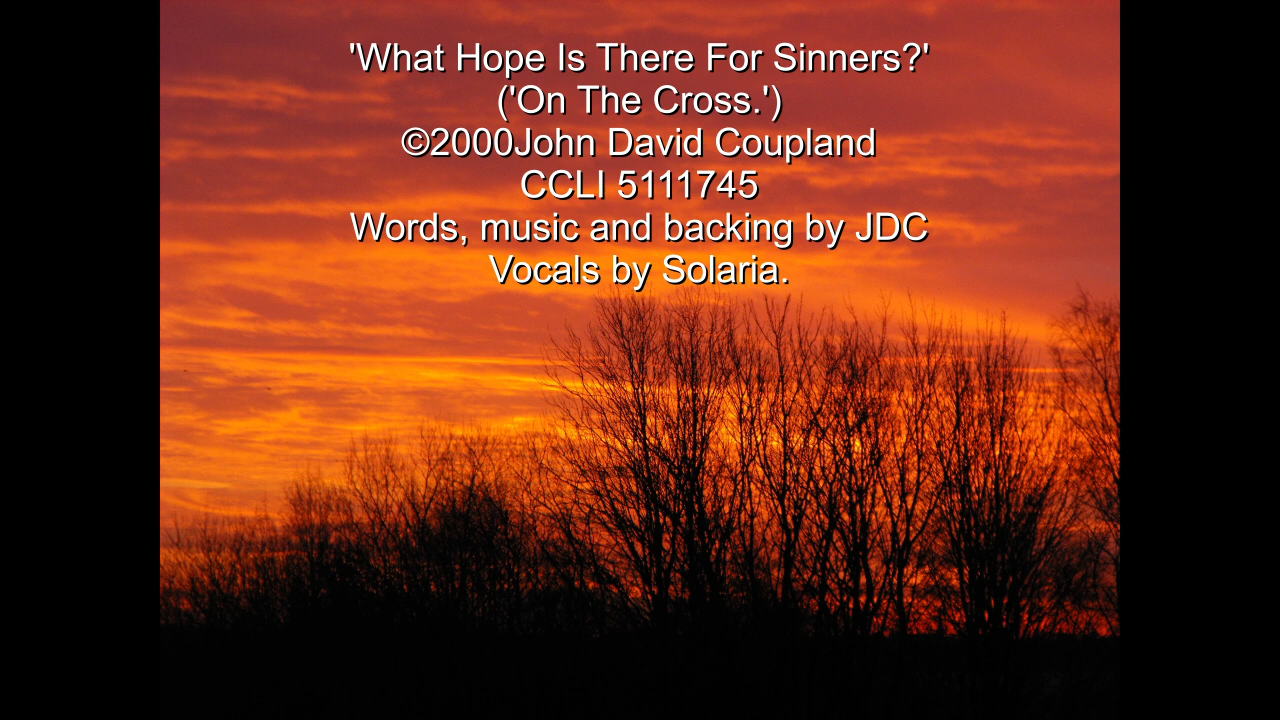 'What Hope Is There For Sinners?'
('On The Cross.')
©2000John David Coupland
CCLI 5111745
Words, music and backing by JDC
Vocals by Solaria.